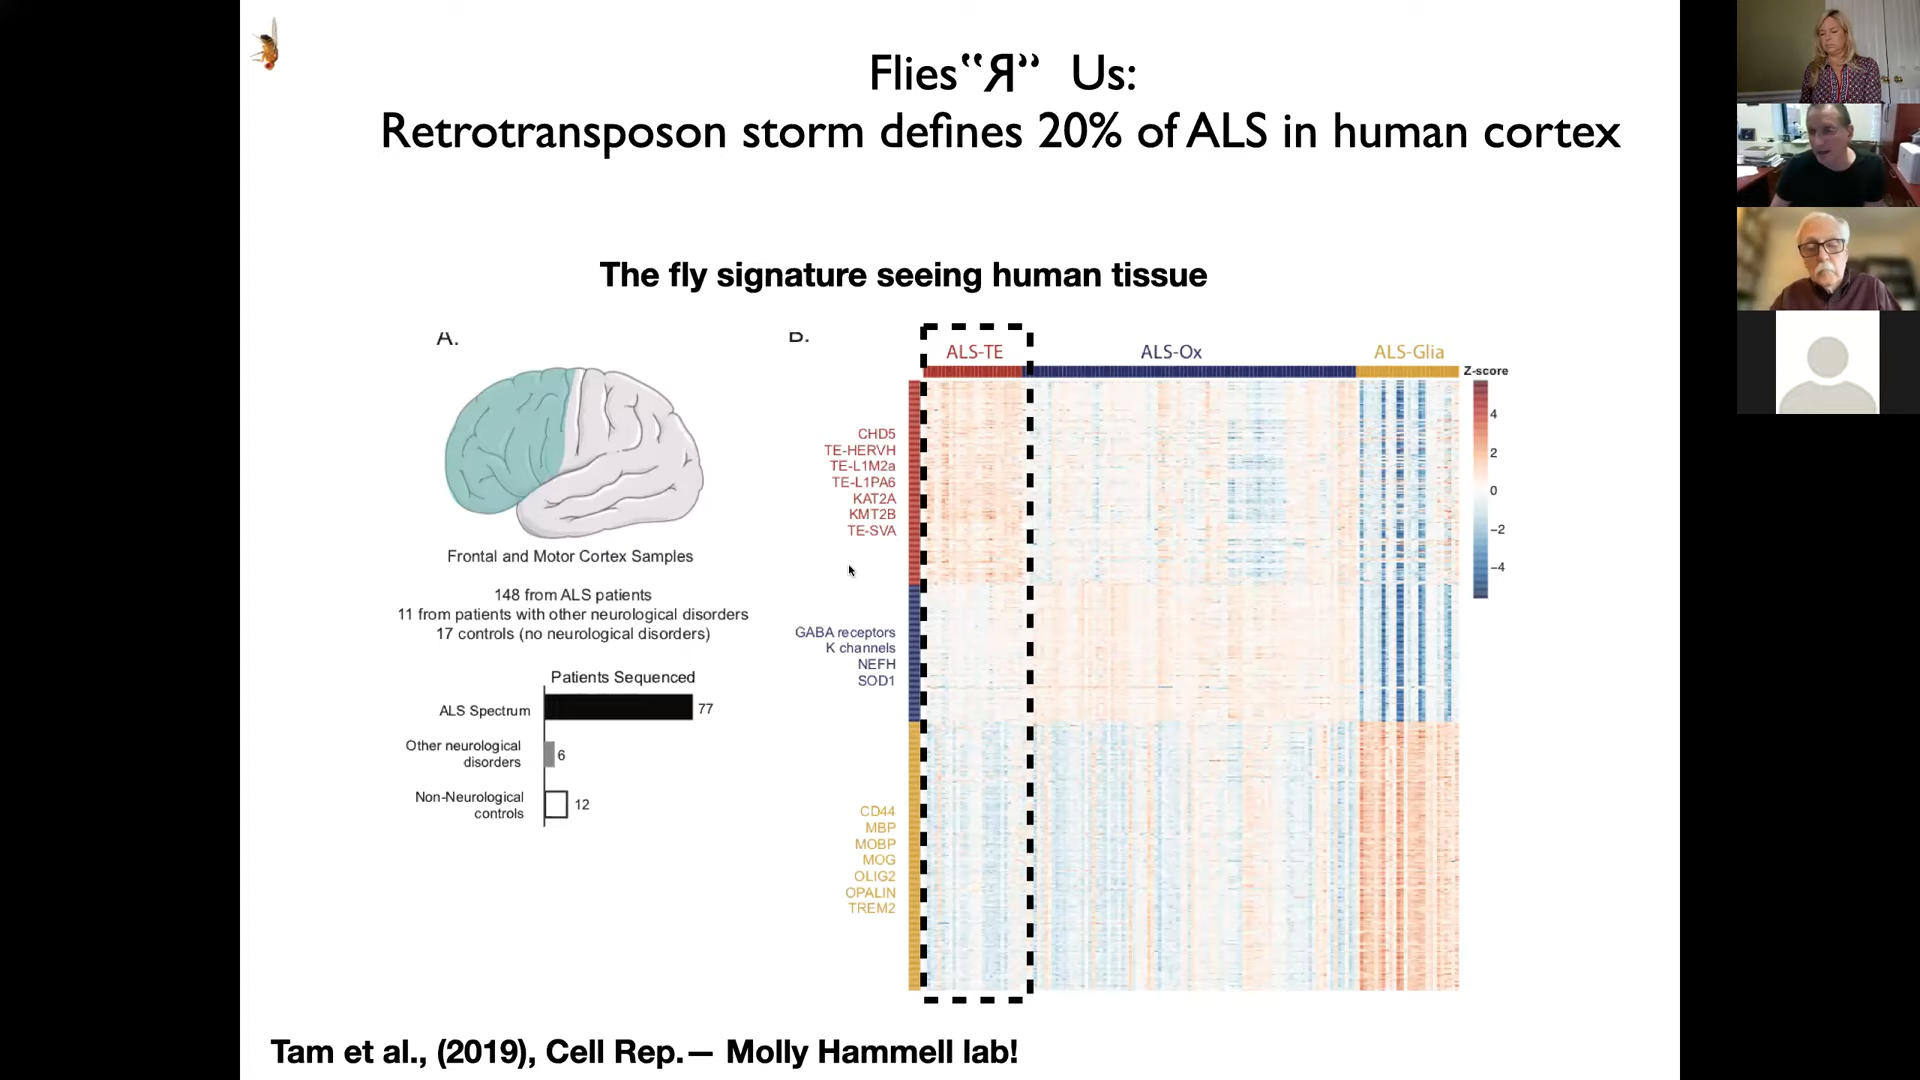 Flies“Я” Us:
Retrotransposon storm defines 20% of ALS in human cortex
The fly signature seeing human tissue
A.
Frontal and Motor Cortex Samples
148 from ALS patients
11 from patients with other neurological disorders
17 controls (no neurological disorders)
Patients Sequenced
ALS Spectrum
77
Other neurological
disorders
6
Non-Neurological
controls
12
B.
ALS-TE
ALS-Ox
ALS-Glia
Z-score
4
2
0
−2
−4
CHD5
TE-HERVH
TE-L1M2a
TE-L1PA6
KAT2A
KMT2B
TE-SVA
GABA receptors
K channels
NEFH
SOD1
CD44
MBP
MOBP
MOG
OLIG2
OPALIN
TREM2
Tam et al., (2019), Cell Rep.— Molly Hammell lab!